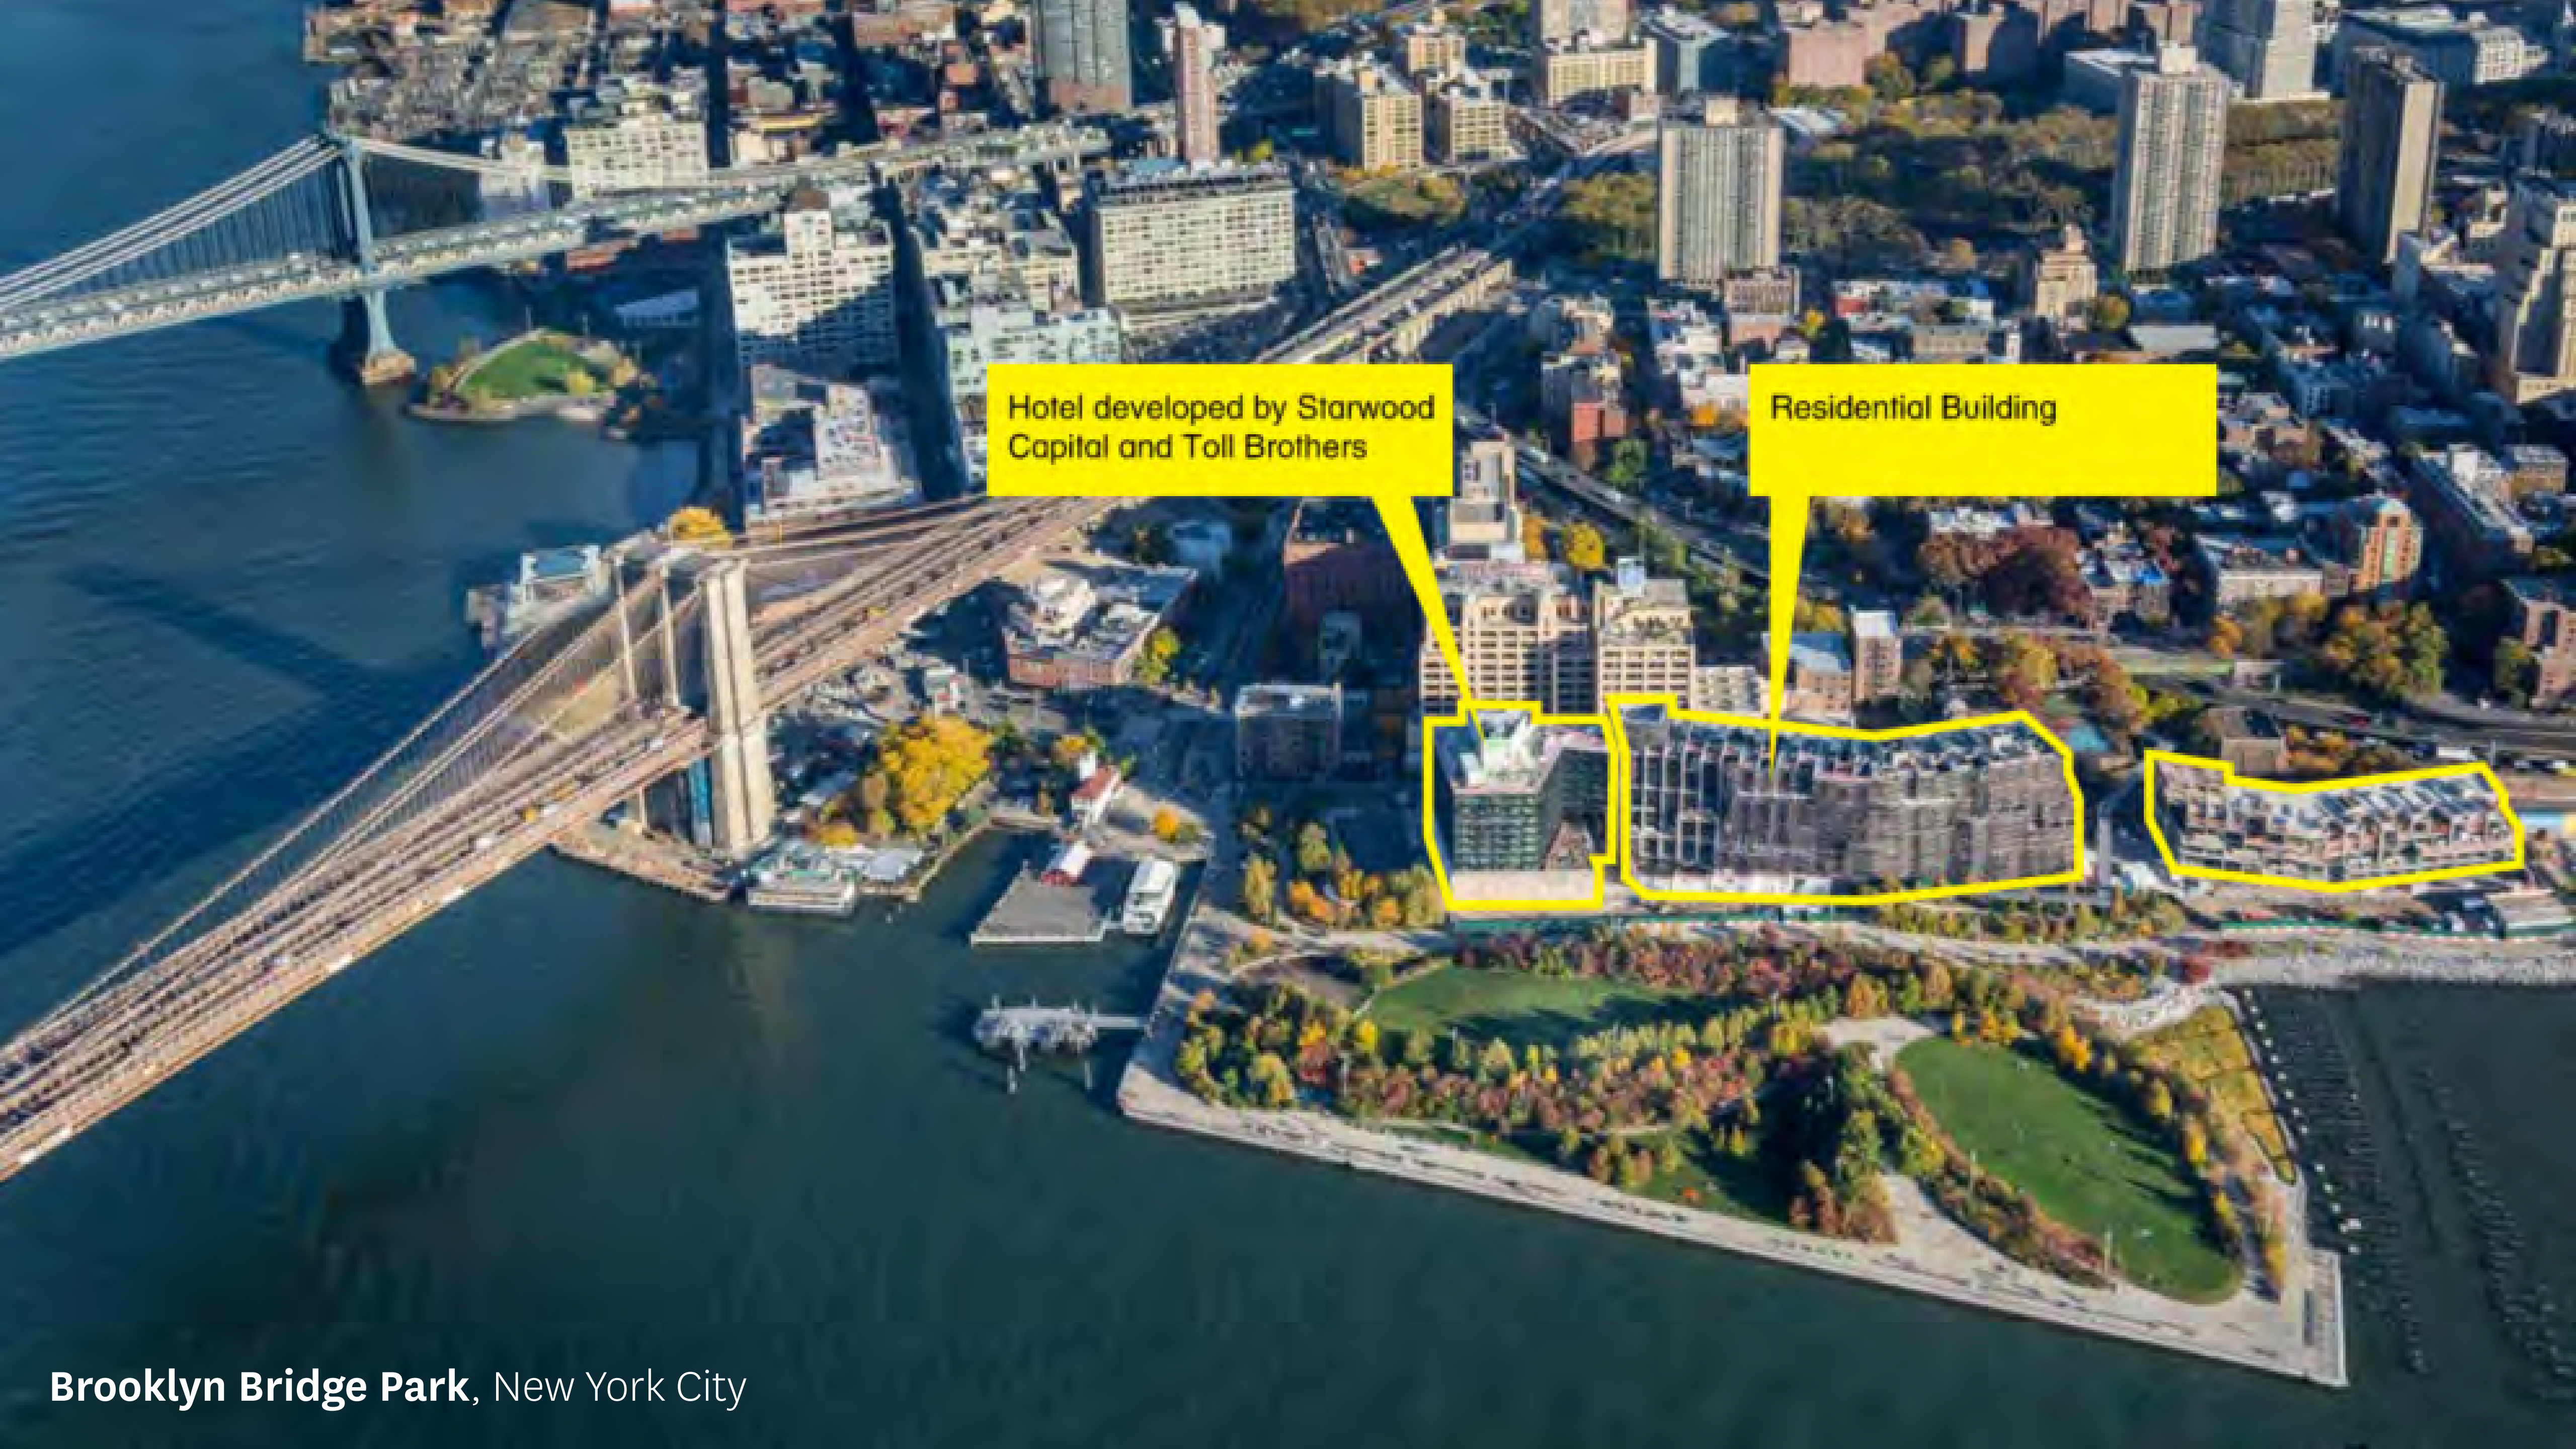 Hotel developed by Starwood
Capital and Toll Brothers
Residential Building
Brooklyn Bridge Park, New York City